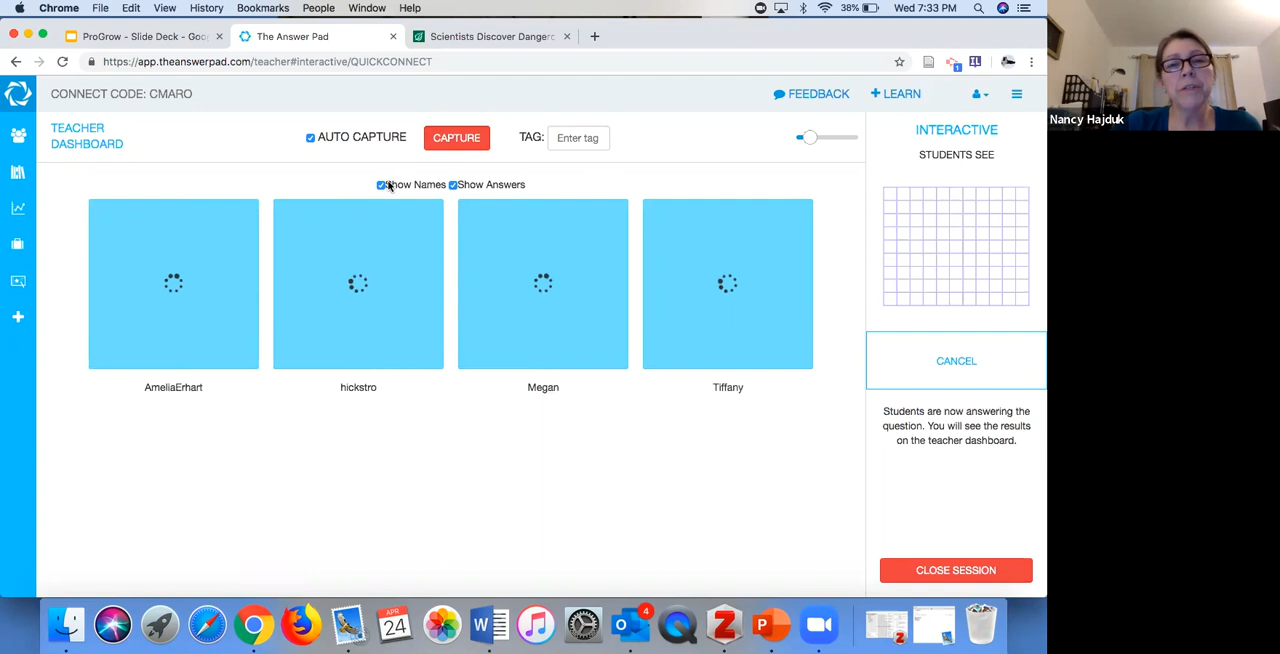 Chrome File Edit View History Bookmarks People Window Help 38% Wed 7:33 PM
ProGrow - Slide Deck - Goo
The Answer Pad
Scientists Discover Danger
https://app.theanswerpad.com/teacher#interactive/QUICKCONNECT
1
IL
CONNECT CODE: CMARO
FEEDBACK
LEARN
TEACHER
DASHBOARD
AUTO CAPTURE
CAPTURE
TAG:
Enter tag
INTERACTIVE
STUDENTS SEE
Show Names
Show Answers
AmeliaErhart
hickstro
Megan
Tiffany
CANCEL
Students are now answering the
question. You will see the results
on the teacher dashboard.
CLOSE SESSION
Nancy Hajduk
APR
24
W
O
4
Z
P
Z